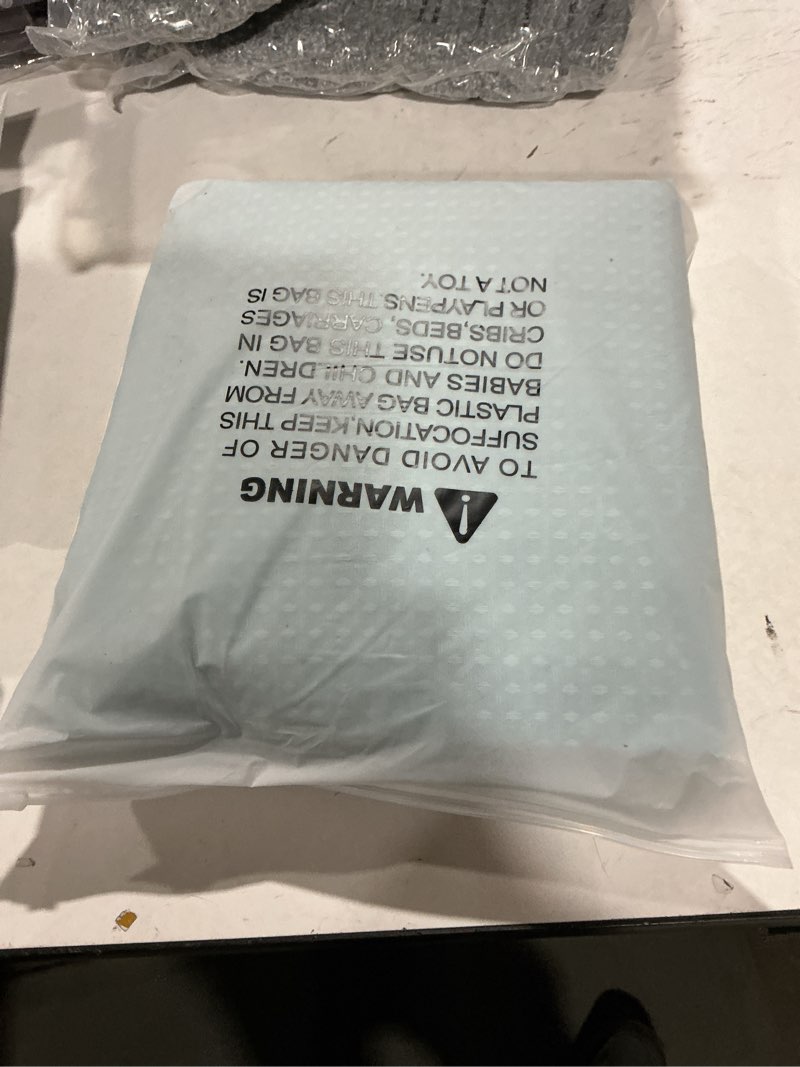 WARNING
TO AVOID DANGER OF
SUFFOCATION,KEEP THIS
PLASTIC BAG AWAY FROM
BABIES AND CHILDREN.
DO NOTUSE THIS BAG IN
CRIBS,BEDS, CARRIAGES
OR PLAYPENS.THIS BAG IS
NOT A TOY.